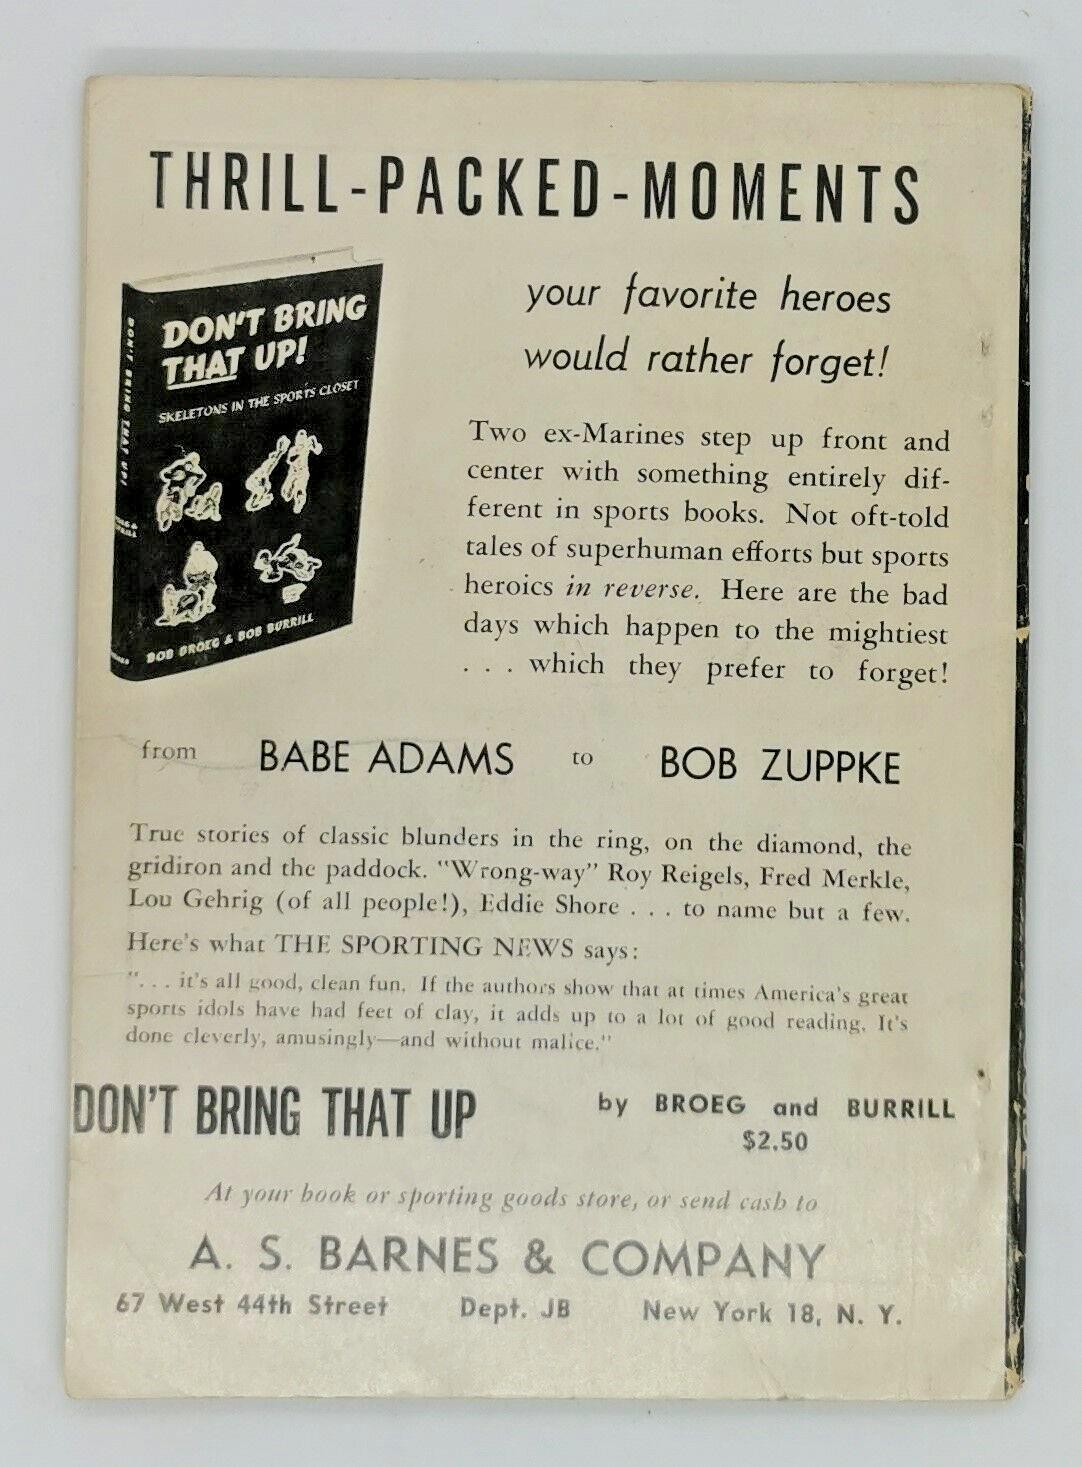 THRILL-PACKED-MOMENTS
your favorite heroes
would rather forget!
DON'T BRING
THAT UP!
SKELETONS IN THE SPORTS CLOSET
BOB BROEG & BOB BURRILL
DON'T BRING THAT UP!
Two ex-Marines step up front and
center with something entirely dif-
ferent in sports books. Not oft-told
tales of superhuman efforts but sports
heroics in reverse. Here are the bad
days which happen to the mightiest
. . . which they prefer to forget!
from BABE ADAMS to BOB ZUPPKE
True stories of classic blunders in the ring, on the diamond, the
gridiron and the paddock. "Wrong-way" Roy Reigels, Fred Merkle,
Lou Gehrig (of all people!), Eddie Shore . . . to name but a few.
Here's what THE SPORTING NEWS says:
". . . it's all good, clean fun. If the authors show that at times America's great
sports idols have had feet of clay, it adds up to a lot of good reading. It's
done cleverly, amusingly—and without malice."
DON'T BRING THAT UP by BROEG and BURRILL
$2.50
At your book or sporting goods store, or send cash to
A. S. BARNES & COMPANY
67 West 44th Street Dept. JB New York 18, N. Y.